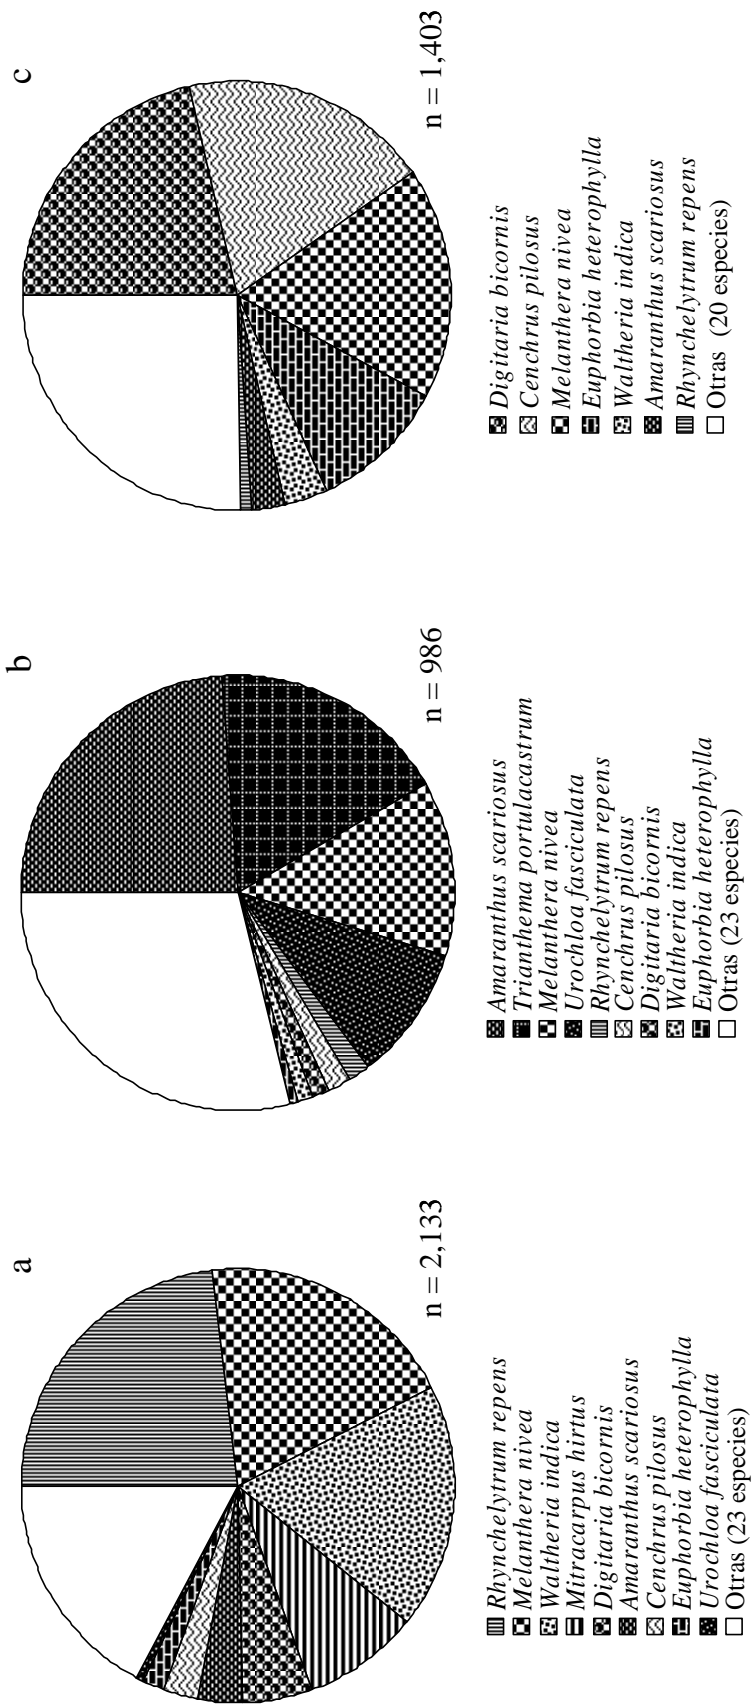 a
n = 2,133
Rhynchelytrum repens
Melanthera nivea
Waltheria indica
Mitracarpus hirtus
Digitaria bicornis
Amaranthus scariosus
Cenchrus pilosus
Euphorbia heterophylla
Urochloa fasciculata
Otras (23 especies)
b
n = 986
Amaranthus scariosus
Trianthema portulacastrum
Melanthera nivea
Urochloa fasciculata
Rhynchelytrum repens
Cenchrus pilosus
Digitaria bicornis
Waltheria indica
Euphorbia heterophylla
Otras (23 especies)
c
n = 1,403
Digitaria bicornis
Cenchrus pilosus
Melanthera nivea
Euphorbia heterophylla
Waltheria indica
Amaranthus scariosus
Rhynchelytrum repens
Otras (20 especies)